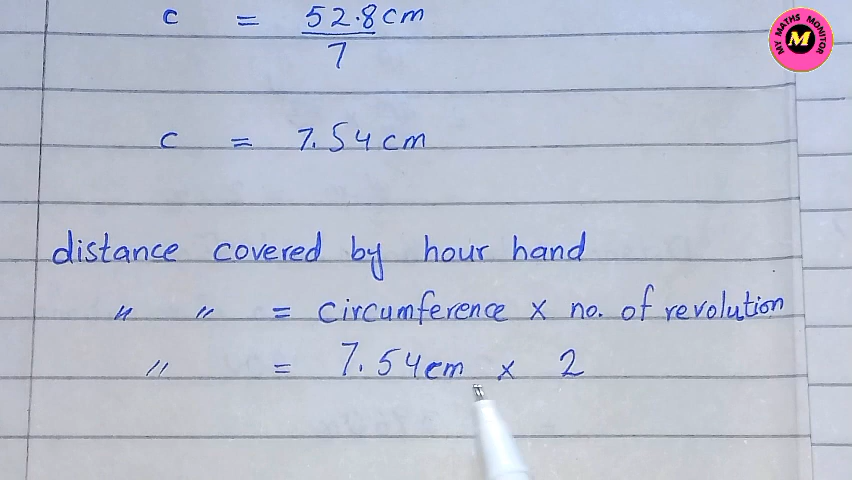 c = 52.8cm
7
MY MATHS MONITOR
M
c = 7.54cm
distance covered by hour hand
" " = circumference × no. of revolution
" = 7.54cm × 2